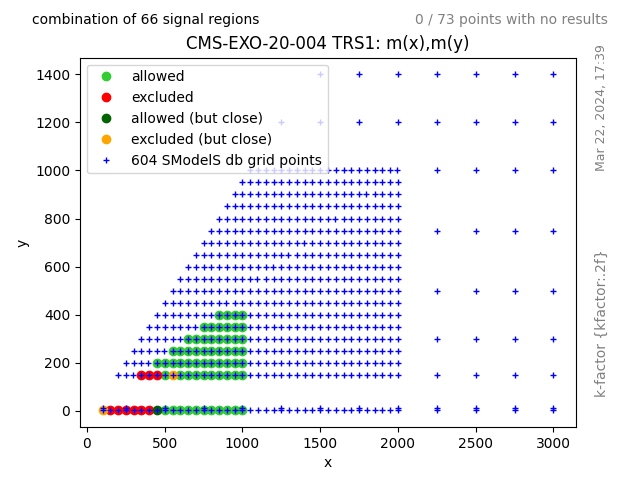 combination of 66 signal regions
0 / 73 points with no results
CMS-EXO-20-004 TRS1: m(x),m(y)
allowed
excluded
allowed (but close)
excluded (but close)
604 SModelS db grid points
1400
1200
1000
800
600
400
200
0
y
0 500 1000 1500 2000 2500 3000
x
Mar 22, 2024, 17:39
k-factor {kfactor:.2f}